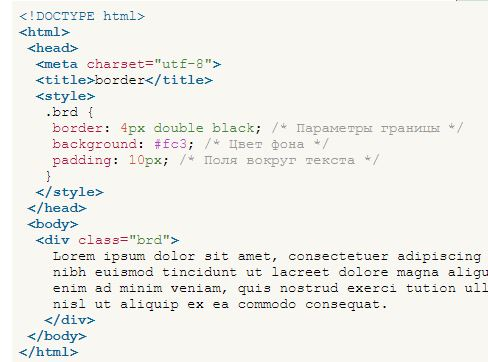 <!DOCTYPE html>
<html>
<head>
<meta charset="utf-8">
<title>border</title>
<style>
.brd {
border: 4px double black; /* Параметры границы */
background: #fc3; /* Цвет фона */
padding: 10px; /* Поля вокруг текста */
}
</style>
</head>
<body>
<div class="brd">
Lorem ipsum dolor sit amet, consectetuer adipiscing
nibh euismod tincidunt ut lacreet dolore magna aligu
enim ad minim veniam, quis nostrud exerci tution ull
nisl ut aliquip ex ea commodo consequat.
</div>
</body>
</html>